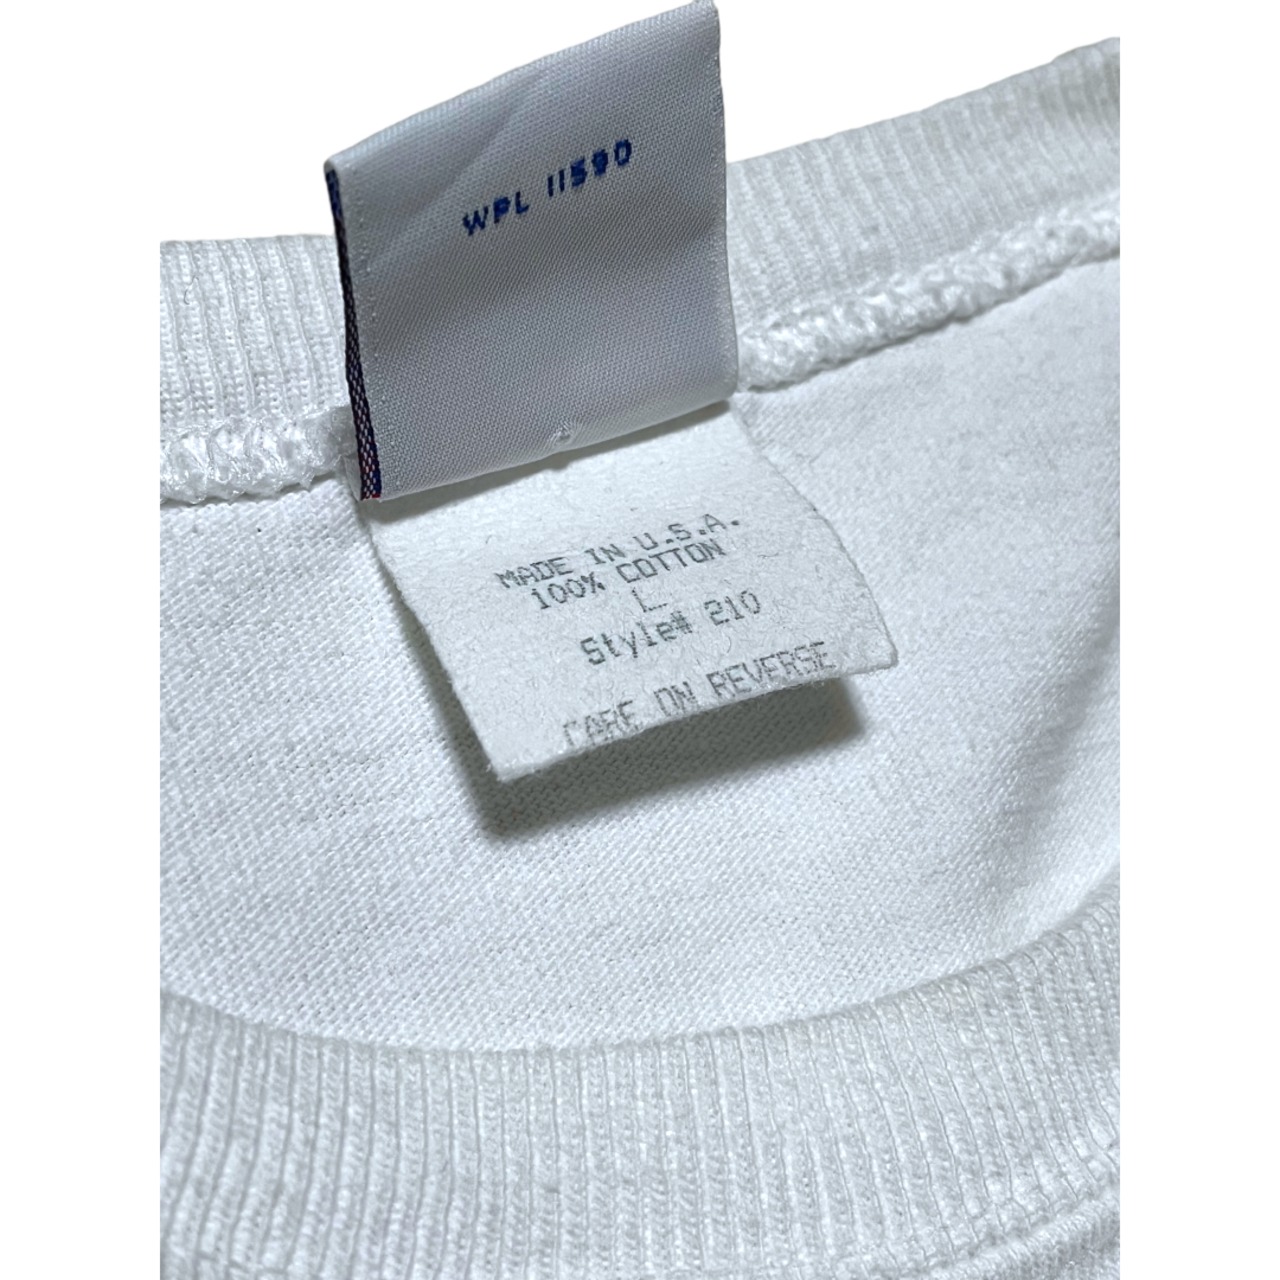 WPL 11590
MADE IN U.S.A.
100% COTTON
L
Style# 210
CARE ON REVERSE